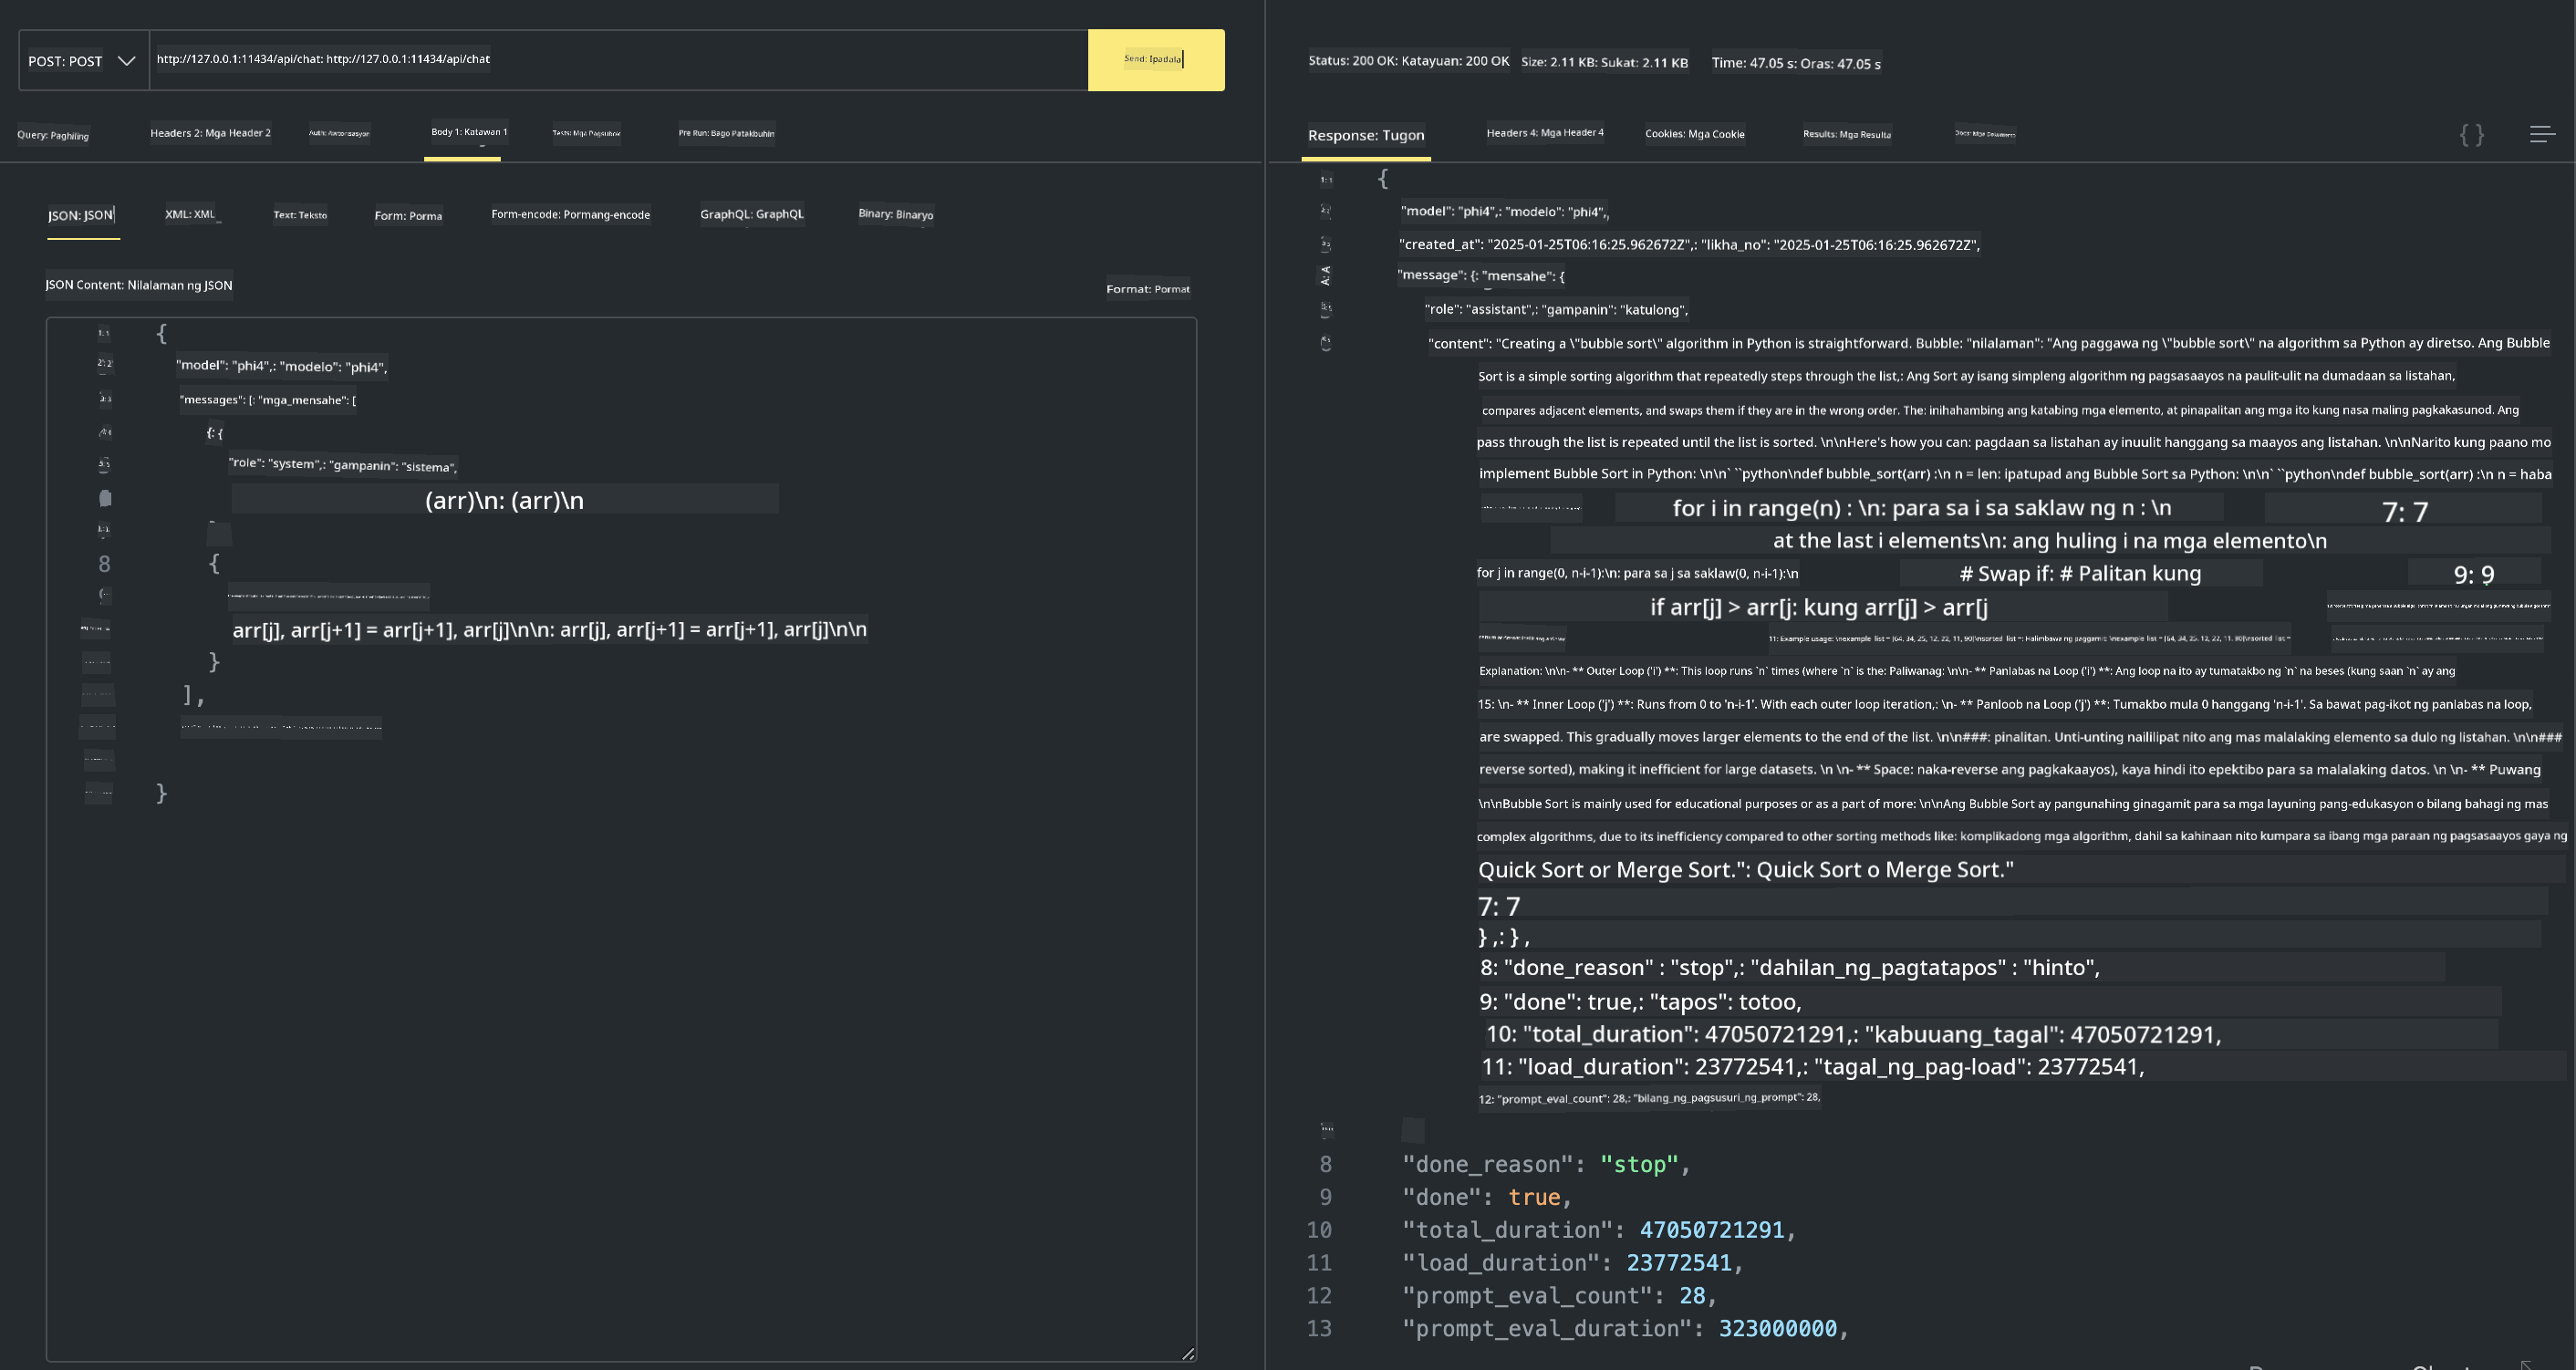 POST: POST
http://127.0.0.1:11434/api/chat: http://127.0.0.1:11434/api/chat
Send: Ipadala
Query: Paghiling
Headers 2: Mga Header 2
Body 1: Katawan 1
Pre Run: Bago Patakbuhin
JSON: JSON
XML: XML
Text: Teksto
Form: Porma
Form-encode: Pormang-encode
GraphQL: GraphQL
Binary: Binaryo
JSON Content: Nilalaman ng JSON
Format: Pormat
{
"model": "phi4",: "modelo": "phi4",
"messages": [: "mga_mensahe": [
{: {
"role": "system",: "gampanin": "sistema",
(arr)\n: (arr)\n
8 {
arr[j], arr[j+1] = arr[j+1], arr[j]\n\n: arr[j], arr[j+1] = arr[j+1], arr[j]\n\n
}
],
}
Status: 200 OK: Katayuan: 200 OK
Size: 2.11 KB: Sukat: 2.11 KB
Time: 47.05 s: Oras: 47.05 s
Response: Tugon
Headers 4: Mga Header 4
Cookies: Mga Cookie
Results: Mga Resulta
{ }
{
"model": "phi4",: "modelo": "phi4",
"created_at": "2025-01-25T06:16:25.962672Z",: "likha_no": "2025-01-25T06:16:25.962672Z",
A: A "message": {: "mensahe": {
"role": "assistant",: "gampanin": "katulong",
"content": "Creating a \"bubble sort\" algorithm in Python is straightforward. Bubble: "nilalaman": "Ang paggawa ng \"bubble sort\" na algorithm sa Python ay diretso. Ang Bubble
Sort is a simple sorting algorithm that repeatedly steps through the list,: Ang Sort ay isang simpleng algorithm ng pagsasaayos na paulit-ulit na dumadaan sa listahan,
compares adjacent elements, and swaps them if they are in the wrong order. The: inihahambing ang katabing mga elemento, at pinapalitan ang mga ito kung nasa maling pagkakasunod. Ang
pass through the list is repeated until the list is sorted. \n\nHere's how you can: pagdaan sa listahan ay inuulit hanggang sa maayos ang listahan. \n\nNarito kung paano mo
implement Bubble Sort in Python: \n\n` ``python\ndef bubble_sort(arr) :\n n = len: ipatupad ang Bubble Sort sa Python: \n\n` ``python\ndef bubble_sort(arr) :\n n = haba
for i in range(n) : \n: para sa i sa saklaw ng n : \n 7: 7
at the last i elements\n: ang huling i na mga elemento\n
for j in range(0, n-i-1):\n: para sa j sa saklaw(0, n-i-1):\n # Swap if: # Palitan kung 9: 9
if arr[j] > arr[j: kung arr[j] > arr[j
11: Example usage: \nexample_list = [64, 34, 25, 12, 22, 11, 90]\nsorted_list =: Halimbawa ng paggamit: \nexample_list = [64, 34, 25, 12, 22, 11, 90]\nsorted_list =
Explanation: \n\n- ** Outer Loop ('i') **: This loop runs `n` times (where `n` is the: Paliwanag: \n\n- ** Panlabas na Loop ('i') **: Ang loop na ito ay tumatakbo ng `n` na beses (kung saan `n` ay ang
15: \n- ** Inner Loop ('j') **: Runs from 0 to 'n-i-1'. With each outer loop iteration,: \n- ** Panloob na Loop ('j') **: Tumakbo mula 0 hanggang 'n-i-1'. Sa bawat pag-ikot ng panlabas na loop,
are swapped. This gradually moves larger elements to the end of the list. \n\n###: pinalitan. Unti-unting naililipat nito ang mas malalaking elemento sa dulo ng listahan. \n\n###
reverse sorted), making it inefficient for large datasets. \n \n- ** Space: naka-reverse ang pagkakaayos), kaya hindi ito epektibo para sa malalaking datos. \n \n- ** Puwang
\n\nBubble Sort is mainly used for educational purposes or as a part of more: \n\nAng Bubble Sort ay pangunahing ginagamit para sa mga layuning pang-edukasyon o bilang bahagi ng mas
complex algorithms, due to its inefficiency compared to other sorting methods like: komplikadong mga algorithm, dahil sa kahinaan nito kumpara sa ibang mga paraan ng pagsasaayos gaya ng
Quick Sort or Merge Sort.": Quick Sort o Merge Sort."
7: 7
} ,: } ,
8: "done_reason" : "stop",: "dahilan_ng_pagtatapos" : "hinto",
9: "done": true,: "tapos": totoo,
10: "total_duration": 47050721291,: "kabuuang_tagal": 47050721291,
11: "load_duration": 23772541,: "tagal_ng_pag-load": 23772541,
12: "prompt_eval_count": 28,: "bilang_ng_pagsusuri_ng_prompt": 28,
8 "done_reason": "stop",
9 "done": true,
10 "total_duration": 47050721291,
11 "load_duration": 23772541,
12 "prompt_eval_count": 28,
13 "prompt_eval_duration": 323000000,